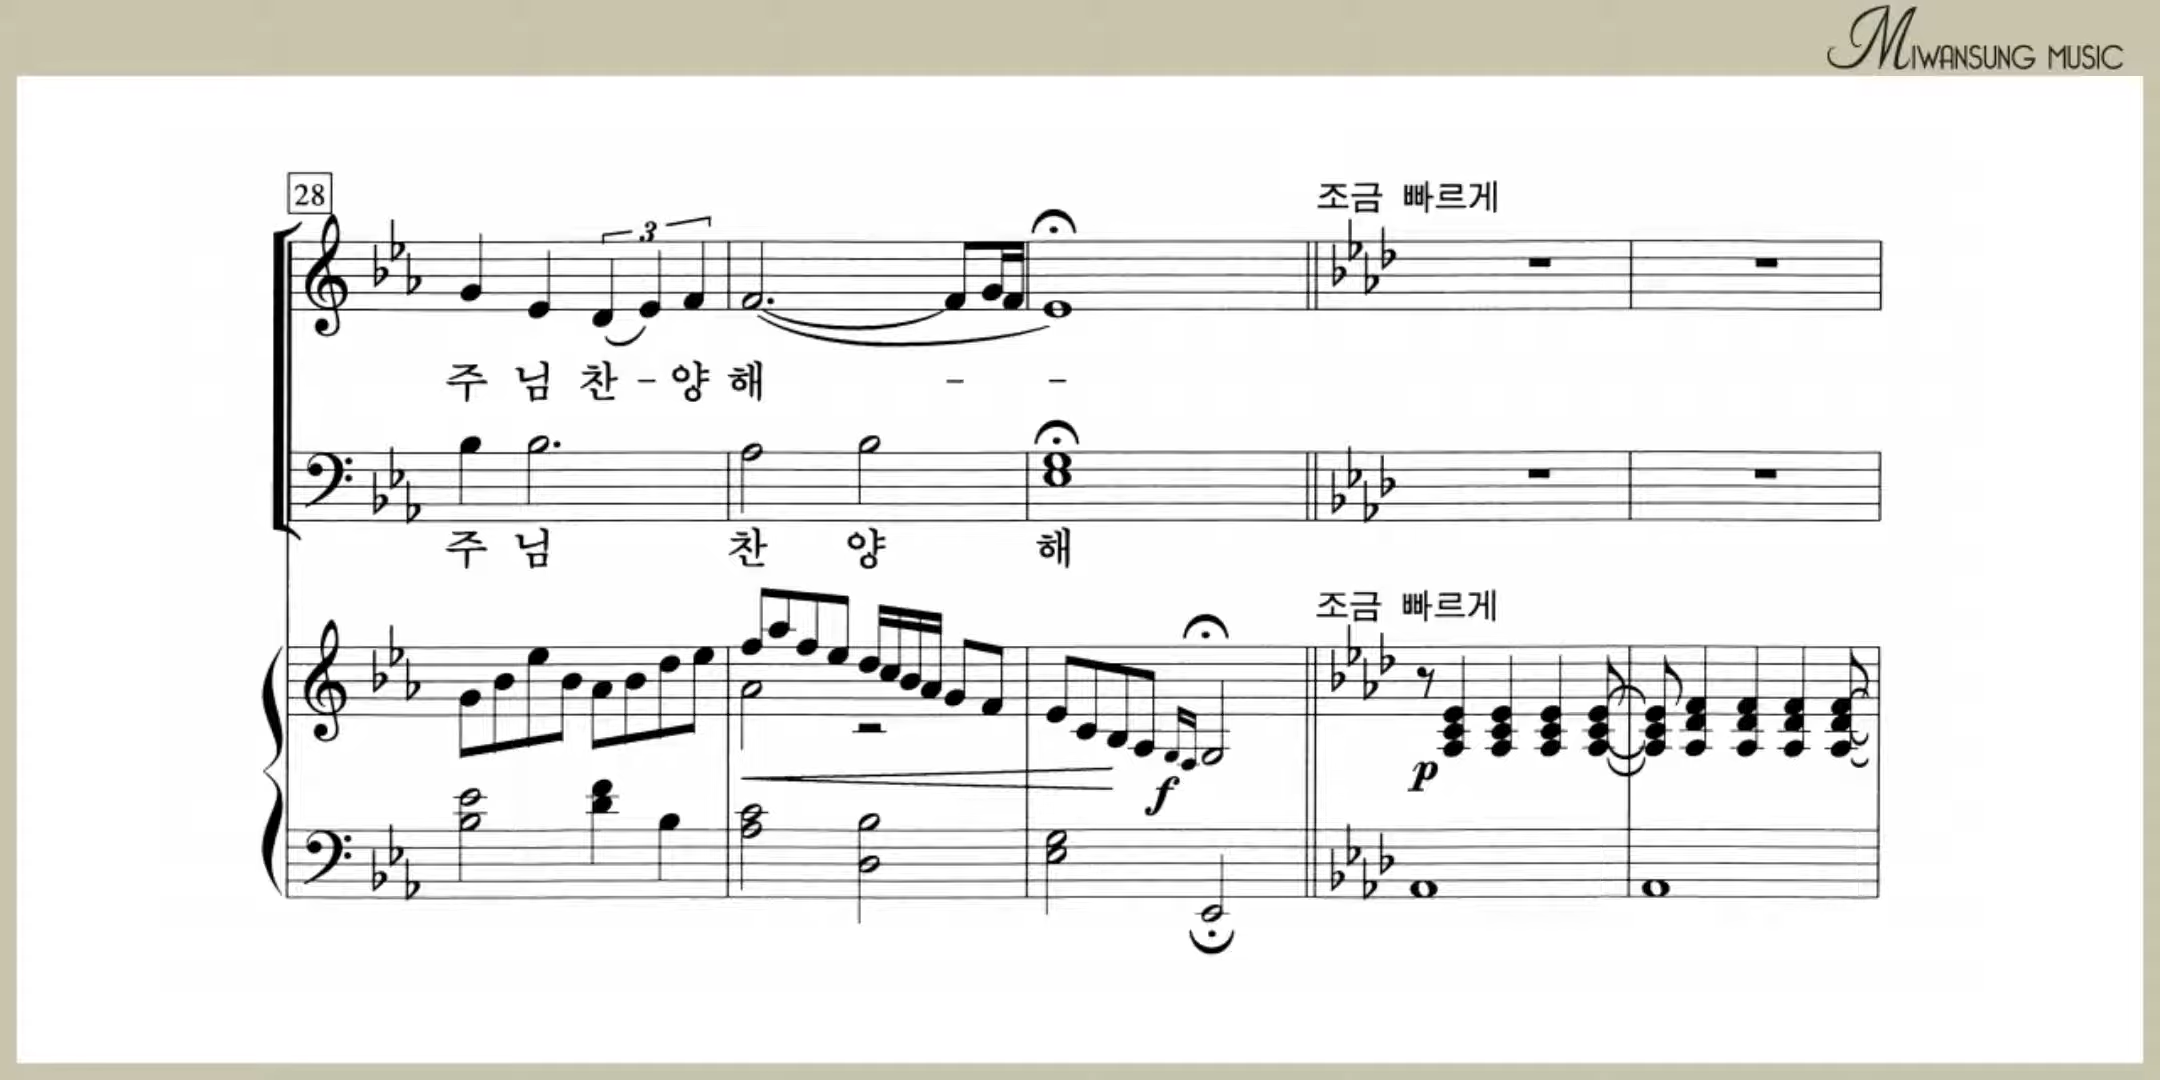 MIWANSUNG MUSIC
28
조금 빠르게
3
주 님 찬 - 양 해 - -
주 님 찬 양 해
조금 빠르게
p
f